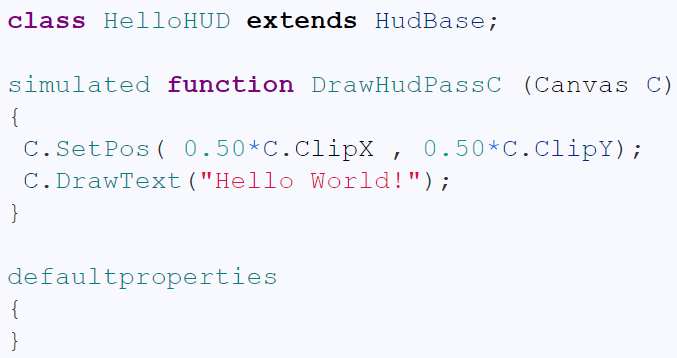 class HelloHUD extends HudBase;
simulated function DrawHudPassC (Canvas C)
{
C.SetPos( 0.50*C.ClipX , 0.50*C.ClipY);
C.DrawText("Hello World!");
}
defaultproperties
{
}